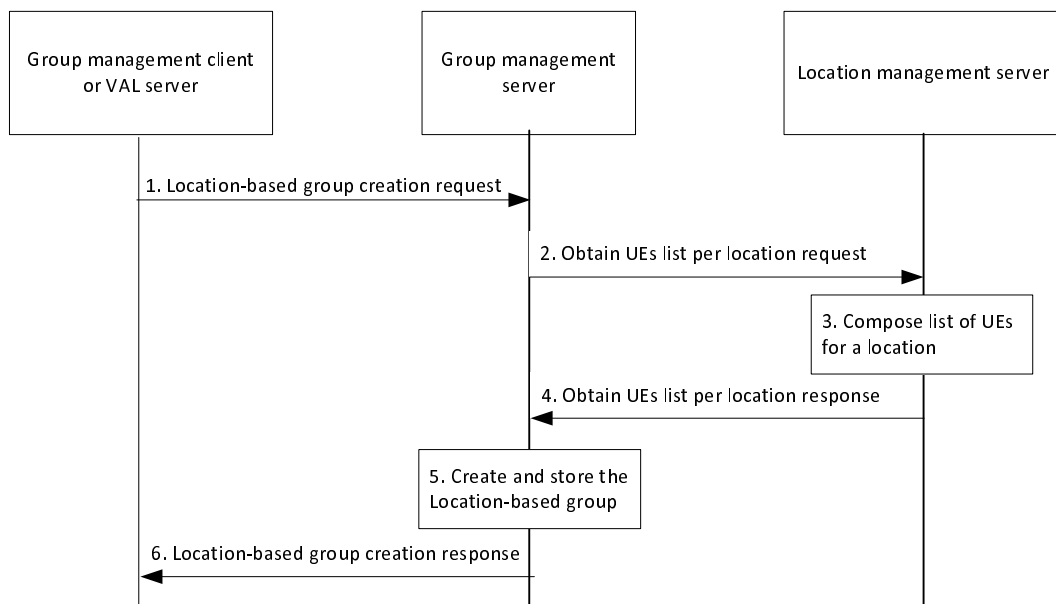 Group management client
or VAL server
Group management
server
Location management server
1. Location-based group creation request
2. Obtain UEs list per location request
3. Compose list of UEs
for a location
4. Obtain UEs list per location response
5. Create and store the
Location-based group
6. Location-based group creation response